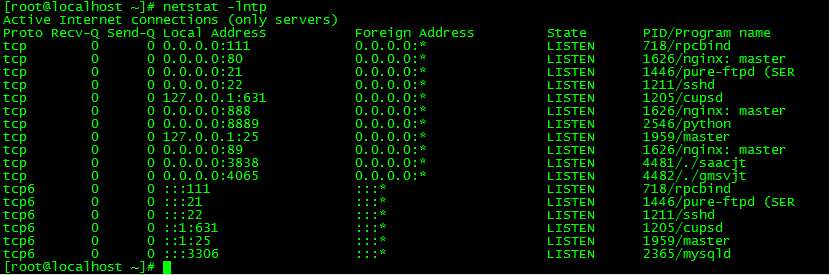 [root@localhost ~]# netstat -lntp
Active Internet connections (only servers)
Proto Recv-Q Send-Q Local Address           Foreign Address         State       PID/Program name
tcp        0      0 0.0.0.0:111             0.0.0.0:*               LISTEN      718/rpcbind
tcp        0      0 0.0.0.0:80              0.0.0.0:*               LISTEN      1626/nginx: master
tcp        0      0 0.0.0.0:21              0.0.0.0:*               LISTEN      1446/pure-ftpd (SER
tcp        0      0 0.0.0.0:22              0.0.0.0:*               LISTEN      1211/sshd
tcp        0      0 127.0.0.1:631           0.0.0.0:*               LISTEN      1205/cupsd
tcp        0      0 0.0.0.0:888             0.0.0.0:*               LISTEN      1626/nginx: master
tcp        0      0 0.0.0.0:8889            0.0.0.0:*               LISTEN      2546/python
tcp        0      0 127.0.0.1:25            0.0.0.0:*               LISTEN      1959/master
tcp        0      0 0.0.0.0:89              0.0.0.0:*               LISTEN      1626/nginx: master
tcp        0      0 0.0.0.0:3838            0.0.0.0:*               LISTEN      4481/./saacjt
tcp        0      0 0.0.0.0:4065            0.0.0.0:*               LISTEN      4482/./gmsvjt
tcp6       0      0 :::111                  :::*                    LISTEN      718/rpcbind
tcp6       0      0 :::21                   :::*                    LISTEN      1446/pure-ftpd (SER
tcp6       0      0 :::22                   :::*                    LISTEN      1211/sshd
tcp6       0      0 ::1:631                 :::*                    LISTEN      1205/cupsd
tcp6       0      0 ::1:25                  :::*                    LISTEN      1959/master
tcp6       0      0 :::3306                 :::*                    LISTEN      2365/mysqld
[root@localhost ~]#